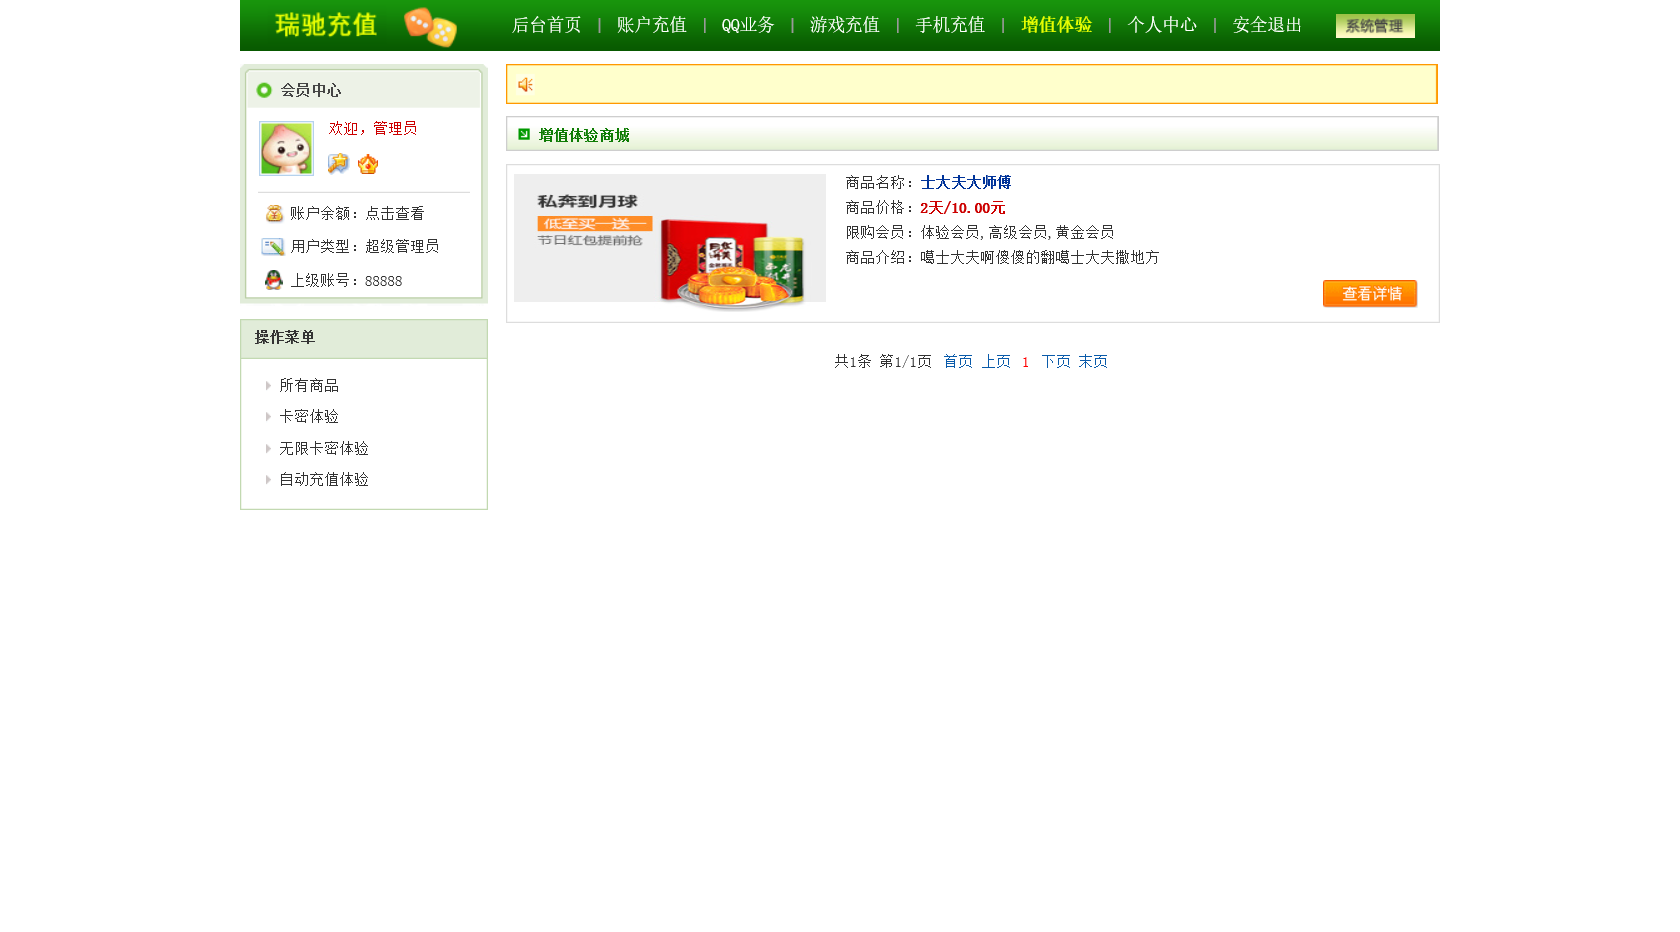 瑞驰充值
后台首页 | 账户充值 | QQ业务 | 游戏充值 | 手机充值 | 增值体验 | 个人中心 | 安全退出
系统管理
会员中心
欢迎，管理员
账户余额：点击查看
用户类型：超级管理员
上级账号：88888
操作菜单
所有商品
卡密体验
无限卡密体验
自动充值体验
增值体验商城
私奔到月球
低至买一送一
节日红包提前抢
商品名称：士大夫大师傅
商品价格：2天/10.00元
限购会员：体验会员,高级会员,黄金会员
商品介绍：噶士大夫啊傻傻的翻噶士大夫撒地方
查看详情
共1条 第1/1页 首页 上页 1 下页 末页